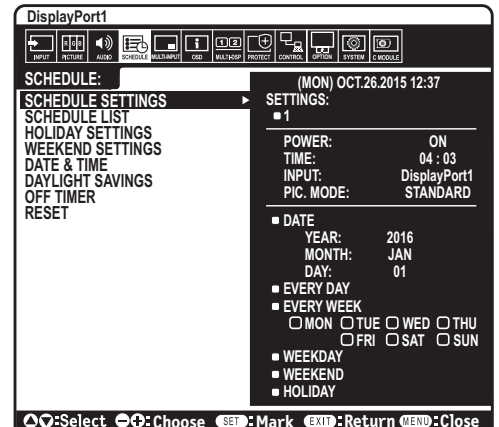 DisplayPort1
INPUT PICTURE AUDIO SCHEDULE MULTI-INPUT OSD MULTI-DSP PROTECT CONTROL OPTION SYSTEM C MODULE
SCHEDULE:
SCHEDULE SETTINGS
SCHEDULE LIST
HOLIDAY SETTINGS
WEEKEND SETTINGS
DATE & TIME
DAYLIGHT SAVINGS
OFF TIMER
RESET
(MON) OCT.26.2015 12:37
SETTINGS:
1
POWER: ON
TIME: 04 : 03
INPUT: DisplayPort1
PIC. MODE: STANDARD
DATE
YEAR: 2016
MONTH: JAN
DAY: 01
EVERY DAY
EVERY WEEK
MON TUE WED THU
FRI SAT SUN
WEEKDAY
WEEKEND
HOLIDAY
:Select :Choose SET :Mark EXIT :Return MENU :Close